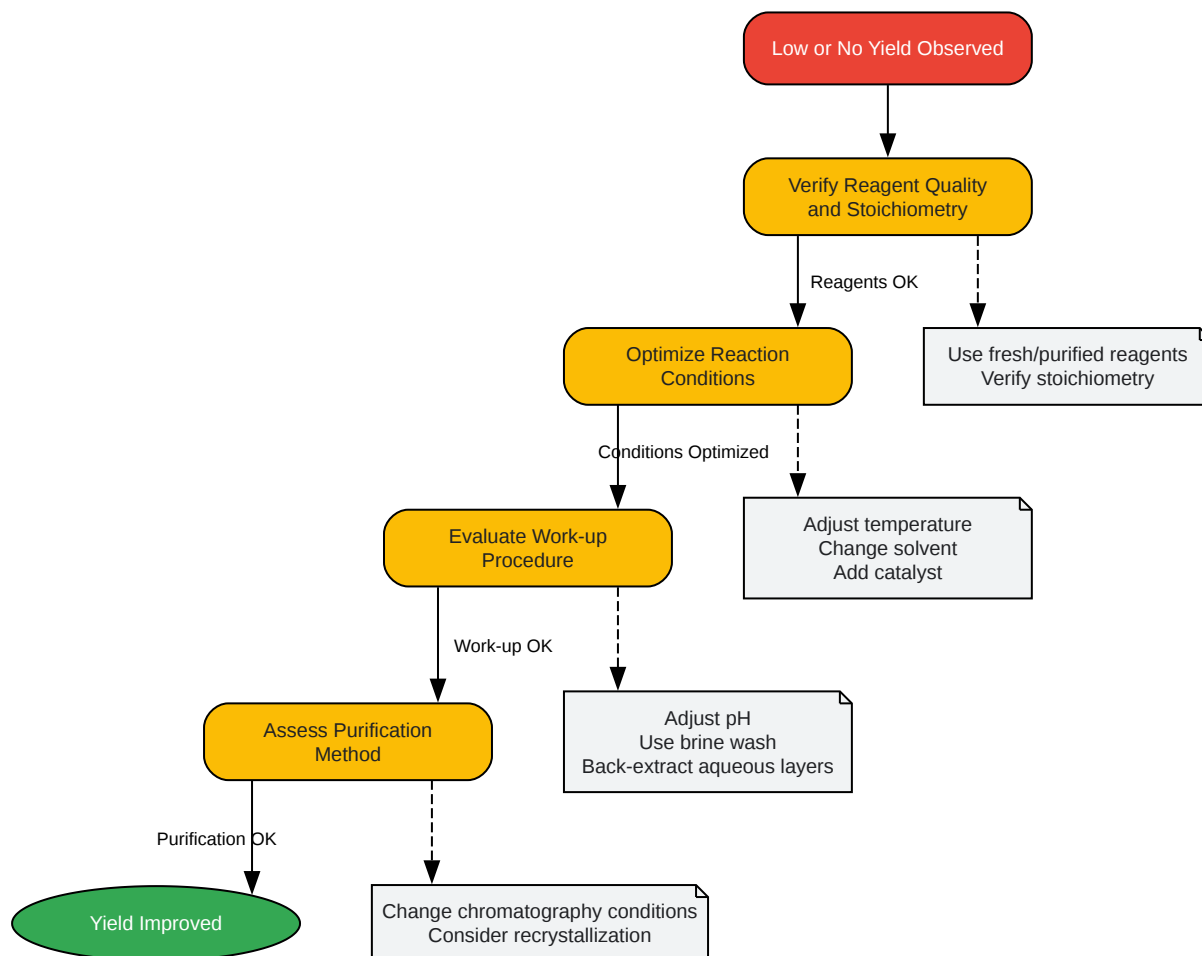 Low or No Yield Observed
Verify Reagent Quality
and Stoichiometry
Reagents OK
Optimize Reaction
Conditions
Use fresh/purified reagents
Verify stoichiometry
Conditions Optimized
Evaluate Work-up
Procedure
Adjust temperature
Change solvent
Add catalyst
Work-up OK
Assess Purification
Method
Adjust pH
Use brine wash
Back-extract aqueous layers
Purification OK
Yield Improved
Change chromatography conditions
Consider recrystallization